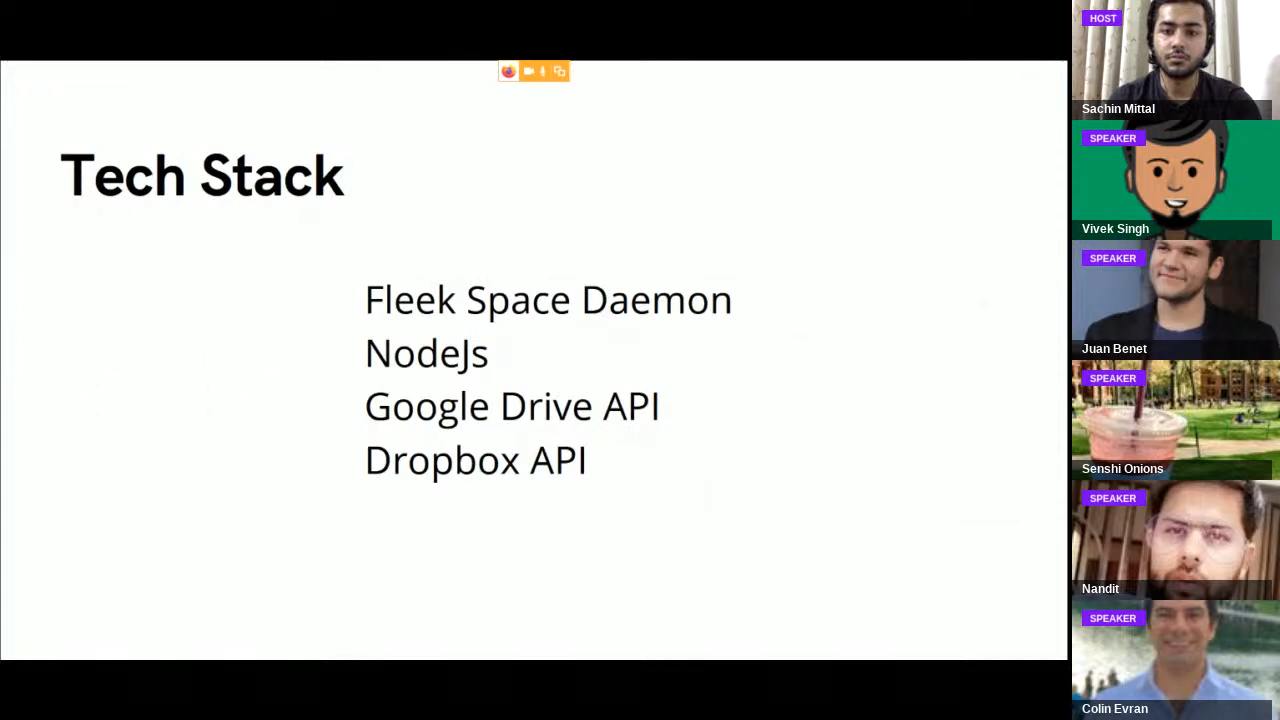 Tech Stack
Fleek Space Daemon
NodeJs
Google Drive API
Dropbox API
HOST
Sachin Mittal
SPEAKER
Vivek Singh
SPEAKER
Juan Benet
SPEAKER
Senshi Onions
SPEAKER
Nandit
SPEAKER
Colin Evran